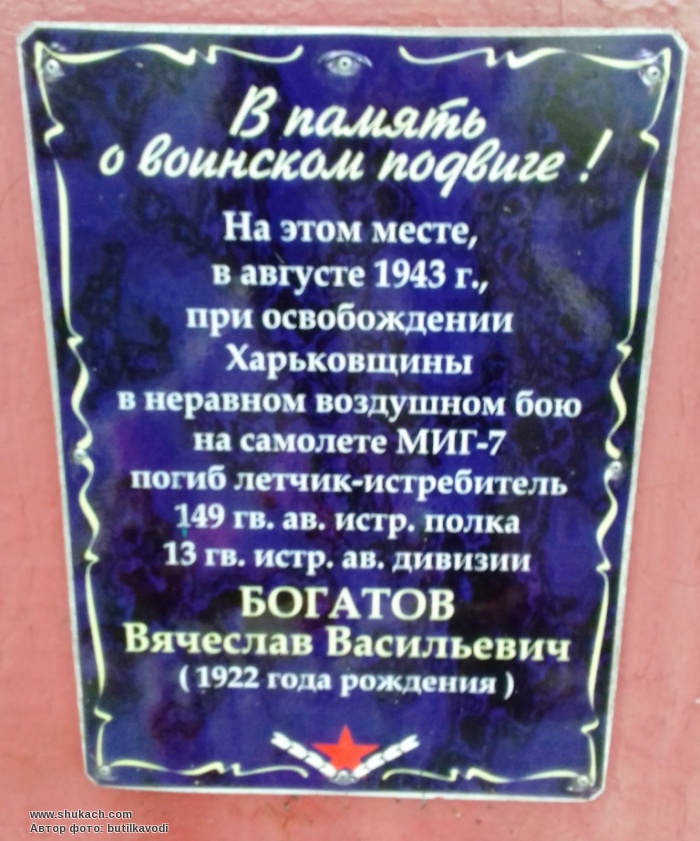 В память
о воинском подвиге !
На этом месте,
в августе 1943 г.,
при освобождении
Харьковщины
в неравном воздушном бою
на самолете МИГ-7
погиб летчик-истребитель
149 гв. ав. истр. полка
13 гв. истр. ав. дивизии
БОГАТОВ
Вячеслав Васильевич
( 1922 года рождения )
www.shukach.com
Автор фото: butilkavodi